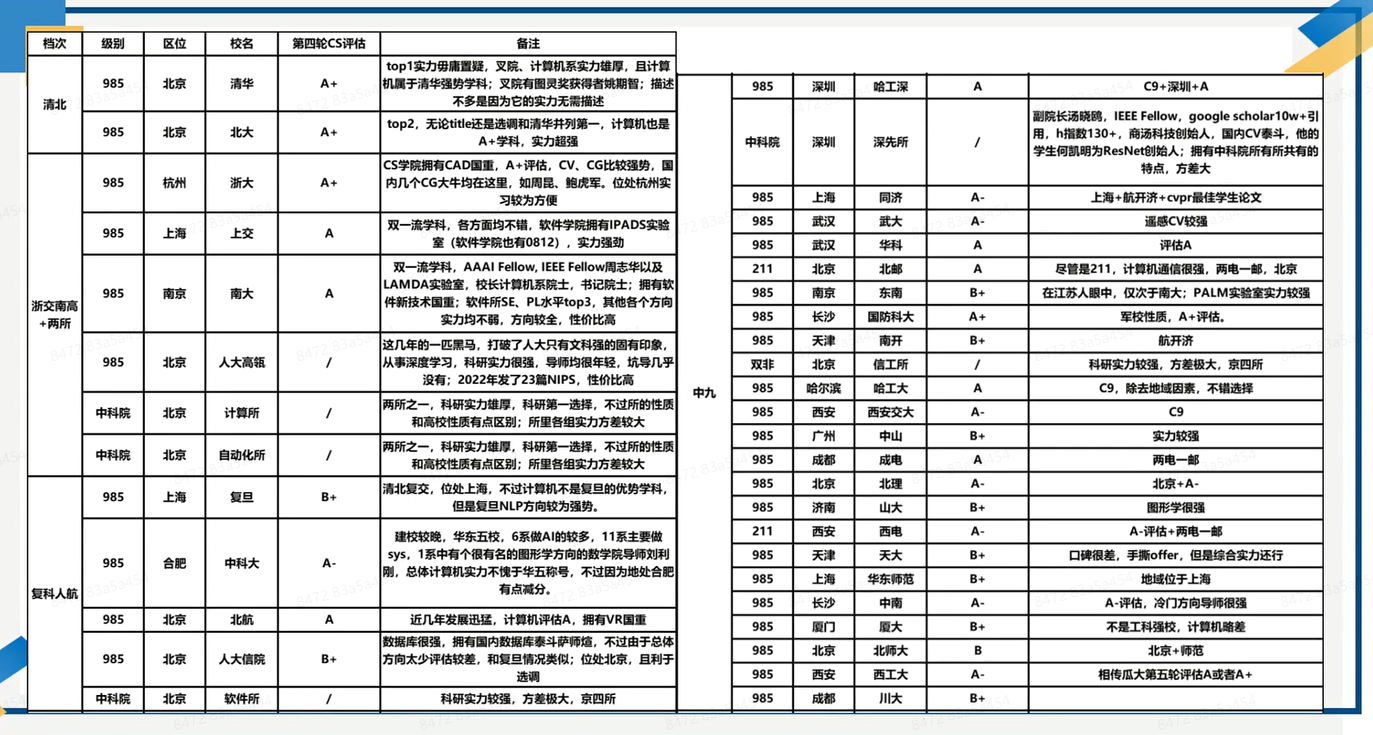 档次 级别 区位 校名 第四轮CS评估 备注
清北
985 北京 清华 A+
top1实力毋庸置疑，叉院、计算机系实力雄厚，且计算
机属于清华强势学科；叉院有图灵奖获得者姚期智；描述
不多是因为它的实力无需描述
985 北京 北大 A+
top2，无论title还是选调和清华并列第一，计算机也是
A+学科，实力超强
浙交南高
+两所
985 杭州 浙大 A+
CS学院拥有CAD国重，A+评估，CV、CG比较强势，国
内几个CG大牛均在这里，如周昆、鲍虎军。位处杭州实
习较为方便
985 上海 上交 A
双一流学科，各方面均不错，软件学院拥有IPADS实验
室（软件学院也有0812），实力强劲
985 南京 南大 A
双一流学科，AAAI Fellow, IEEE Fellow周志华以及
LAMDA实验室，校长计算机系院士，书记院士；拥有软
件新技术国重；软件所SE、PL水平top3，其他各个方向
实力均不弱，方向较全，性价比高
985 北京 人大高瓴 /
这几年的一匹黑马，打破了人大只有文科强的固有印象，
从事深度学习，科研实力很强，导师均很年轻，坑导几乎
没有；2022年发了23篇NIPS，性价比高
中科院 北京 计算所 /
两所之一，科研实力雄厚，科研第一选择，不过所的性质
和高校性质有点区别；所里各组实力方差较大
中科院 北京 自动化所 /
两所之一，科研实力雄厚，科研第一选择，不过所的性质
和高校性质有点区别；所里各组实力方差较大
复科人航
985 上海 复旦 B+
清北复交，位处上海，不过计算机不是复旦的优势学科，
但是复旦NLP方向较为强势。
985 合肥 中科大 A-
建校较晚，华东五校，6系做AI的较多，11系主要做
sys，1系中有个很有名的图形学方向的数学院导师刘利
刚，总体计算机实力不愧于华五称号，不过因为地处合肥
有点减分。
985 北京 北航 A 近几年发展迅猛，计算机评估A，拥有VR国重
985 北京 人大信院 B+
数据库很强，拥有国内数据库泰斗萨师煊，不过由于总体
方向太少评估较差，和复旦情况类似；位处北京，且利于
选调
中科院 北京 软件所 / 科研实力较强，方差极大，京四所
中九
985 深圳 哈工深 A C9+深圳+A
中科院 深圳 深先所 /
副院长汤晓鸥，IEEE Fellow，google scholar10w+引
用，h指数130+，商汤科技创始人，国内CV泰斗，他的
学生何凯明为ResNet创始人；拥有中科院所有所共有的
特点，方差大
985 上海 同济 A- 上海+航开济+cvpr最佳学生论文
985 武汉 武大 A- 遥感CV较强
985 武汉 华科 A 评估A
211 北京 北邮 A 尽管是211，计算机通信很强，两电一邮，北京
985 南京 东南 B+ 在江苏人眼中，仅次于南大；PALM实验室实力较强
985 长沙 国防科大 A+ 军校性质，A+评估。
985 天津 南开 B+ 航开济
双非 北京 信工所 / 科研实力较强，方差极大，京四所
985 哈尔滨 哈工大 A C9，除去地域因素，不错选择
985 西安 西安交大 A- C9
985 广州 中山 B+ 实力较强
985 成都 成电 A 两电一邮
985 北京 北理 A- 北京+A-
985 济南 山大 B+ 图形学很强
211 西安 西电 A- A-评估+两电一邮
985 天津 天大 B+ 口碑很差，手撕offer，但是综合实力还行
985 上海 华东师范 B+ 地域位于上海
985 长沙 中南 A- A-评估，冷门方向导师很强
985 厦门 厦大 B+ 不是工科强校，计算机略差
985 北京 北师大 B 北京+师范
985 西安 西工大 A- 相传瓜大第五轮评估A或者A+
985 成都 川大 B+